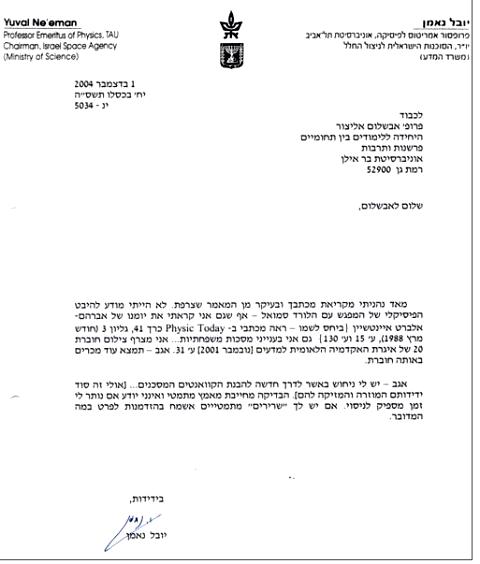 Yuval Ne'eman
Professor Emeritus of Physics, TAU
Chairman, Israel Space Agency
(Ministry of Science)
יובל נאמן
פרופסור אמריטוס לפיסיקה, אוניברסיטת תל־אביב
יו״ר, הסוכנות הישראלית לניצול החלל
(משרד המדע)
1 בדצמבר 2004
יח׳ בכסלו תשס״ה
ינ - 5034
לכבוד
פרופ׳ אבשלום אליצור
היחידה ללימודים בין תחומיים
פרשנות ותרבות
אוניברסיטת בר אילן
רמת גן 52900
שלום לאבשלום,
מאד נהניתי מקריאת מכתבך ובעיקר מן המאמר שצרפת. לא הייתי מודע להיבט
הפיסיקלי של המפגש עם הלורד סמואל – אף שגם אני קראתי את יומנו של אברהם-
אלברט איינשטיין [ביחס לשמו – ראה מכתבי ב- Physic Today כרך 41, גליון 3 (חודש
מרץ 1988), ע׳ 15 וע׳ 130] גם אני בענייני מסכות משפחתיות... אני מצרף צילום חוברת
20 של איגרת האקדמיה הלאומית למדעים [נובמבר 2001] ע׳ 31. אגב – תמצא עוד מכרים
באותה חוברת.
אגב – יש לי ניחוש באשר לדרך חדשה להבנת הקוואנטים המסכנים... [אולי זה סוד
ידידותם המוזרה והמזיקה להם]. הבדיקה מחייבת מאמץ מתמטי ואינני יודע אם נותר לי
זמן מספיק לניסוי. אם יש לך ״שרירים״ מתמטיים אשמח בהזדמנות לפרט במה
המדובר.
בידידות,
יובל נאמן